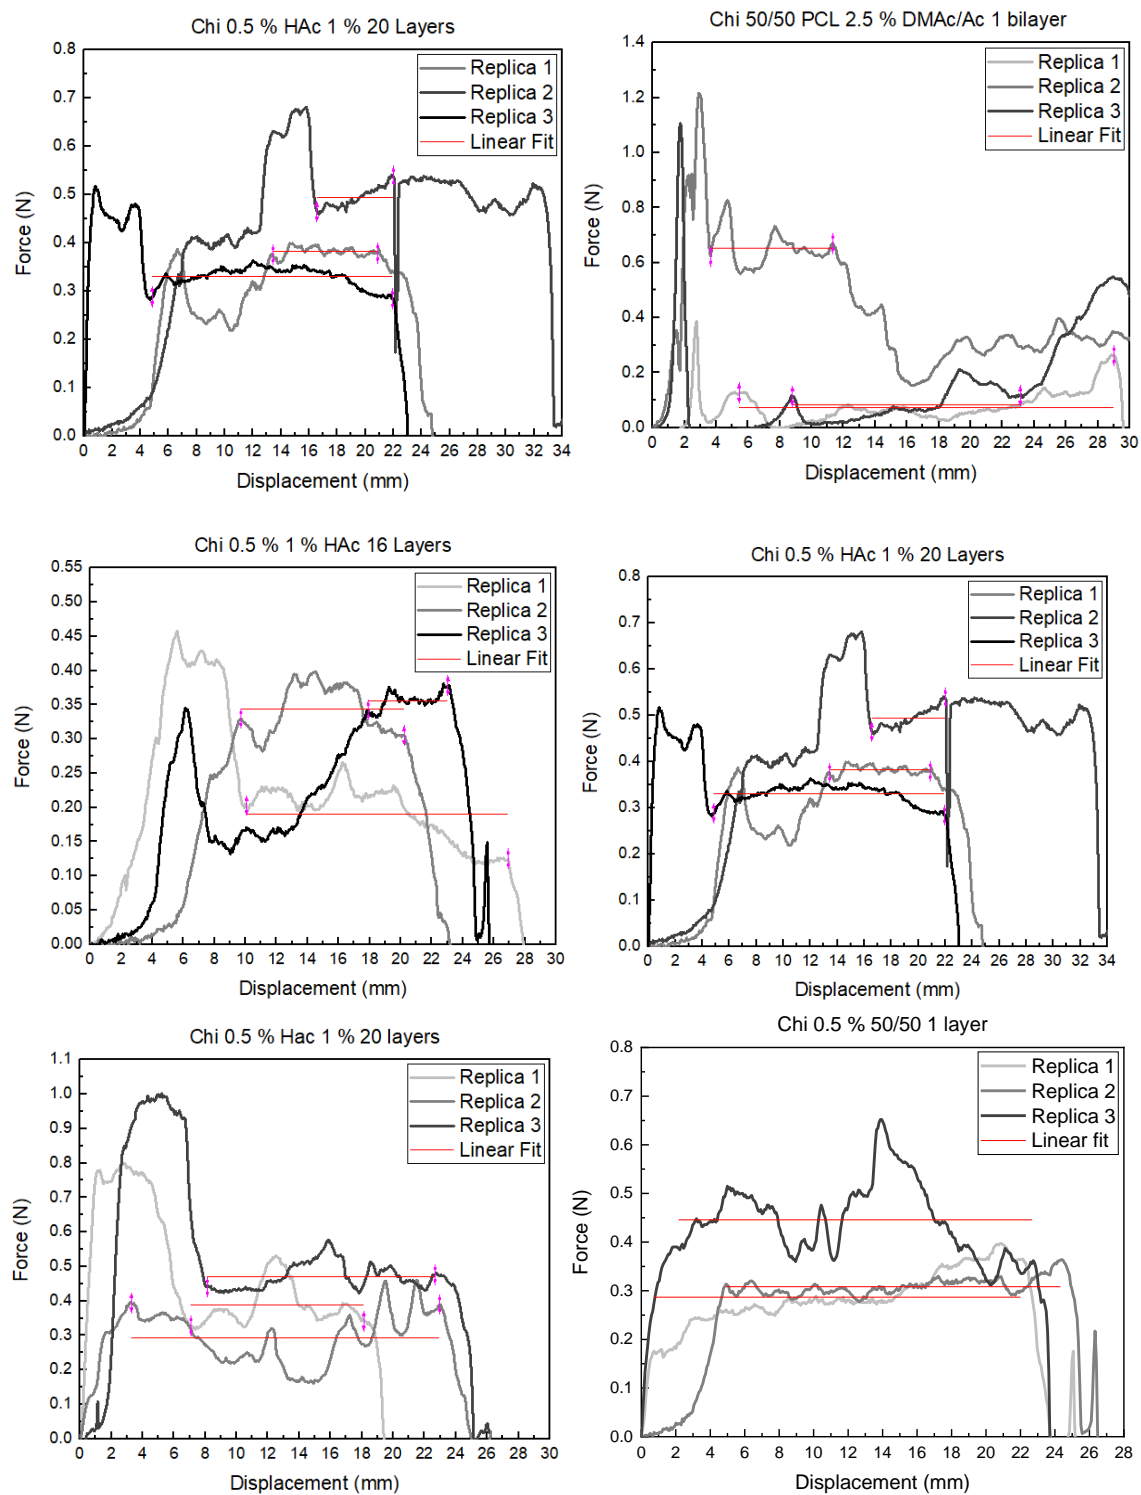 Chi 0.5 % HAc 1 % 20 Layers
Replica 1
Replica 2
Replica 3
Linear Fit
0.8
0.7
0.6
0.5
0.4
0.3
0.2
0.1
0.0
Force (N)
0 2 4 6 8 10 12 14 16 18 20 22 24 26 28 30 32 34
Displacement (mm)
Chi 50/50 PCL 2.5 % DMAc/Ac 1 bilayer
Replica 1
Replica 2
Replica 3
Linear Fit
1.4
1.2
1.0
0.8
0.6
0.4
0.2
0.0
Force (N)
0 2 4 6 8 10 12 14 16 18 20 22 24 26 28 30
Displacement (mm)
Chi 0.5 % 1 % HAc 16 Layers
Replica 1
Replica 2
Replica 3
Linear Fit
0.55
0.50
0.45
0.40
0.35
0.30
0.25
0.20
0.15
0.10
0.05
0.00
Force (N)
0 2 4 6 8 10 12 14 16 18 20 22 24 26 28 30
Displacement (mm)
Chi 0.5 % HAc 1 % 20 Layers
Replica 1
Replica 2
Replica 3
Linear Fit
0.8
0.7
0.6
0.5
0.4
0.3
0.2
0.1
0.0
Force (N)
0 2 4 6 8 10 12 14 16 18 20 22 24 26 28 30 32 34
Displacement (mm)
Chi 0.5 % Hac 1 % 20 layers
Replica 1
Replica 2
Replica 3
Linear Fit
1.1
1.0
0.9
0.8
0.7
0.6
0.5
0.4
0.3
0.2
0.1
0.0
Force (N)
0 2 4 6 8 10 12 14 16 18 20 22 24 26 28 30
Displacement (mm)
Chi 0.5 % 50/50 1 layer
Replica 1
Replica 2
Replica 3
Linear fit
0.8
0.7
0.6
0.5
0.4
0.3
0.2
0.1
0.0
Force (N)
0 2 4 6 8 10 12 14 16 18 20 22 24 26 28
Displacement (mm)